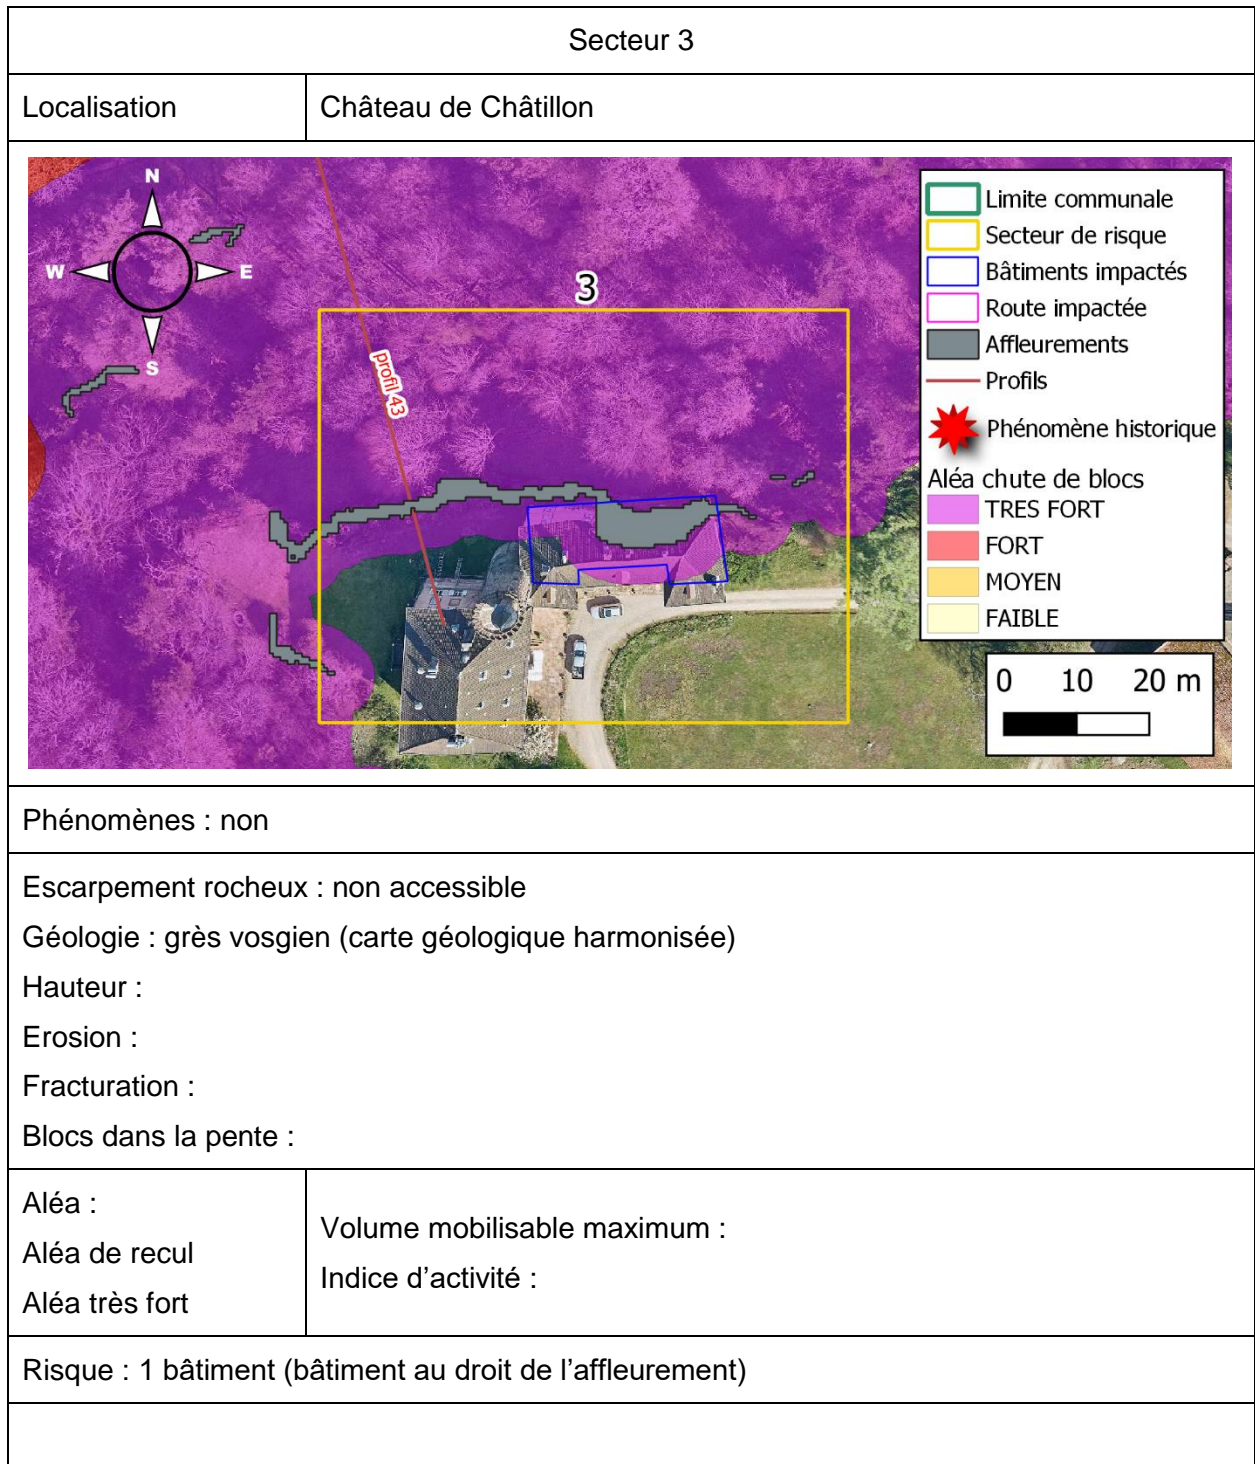 Secteur 3
Localisation
Château de Châtillon
N
W
E
S
3
profil 43
Limite communale
Secteur de risque
Bâtiments impactés
Route impactée
Affleurements
Profils
Phénomène historique
Aléa chute de blocs
TRES FORT
FORT
MOYEN
FAIBLE
0 10 20 m
Phénomènes : non
Escarpement rocheux : non accessible
Géologie : grès vosgien (carte géologique harmonisée)
Hauteur :
Erosion :
Fracturation :
Blocs dans la pente :
Aléa :
Aléa de recul
Aléa très fort
Volume mobilisable maximum :
Indice d’activité :
Risque : 1 bâtiment (bâtiment au droit de l’affleurement)